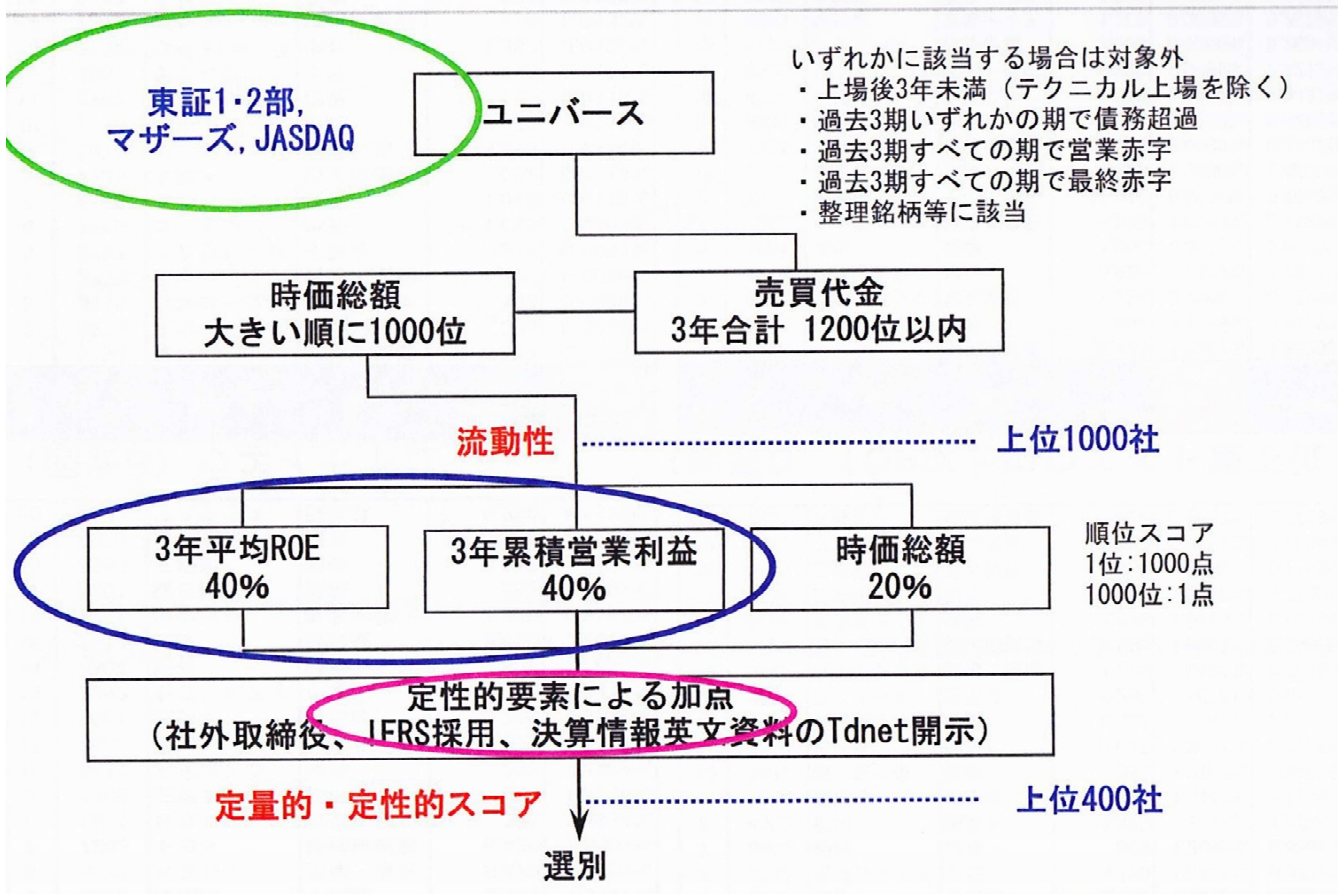 東証1・2部,
マザーズ, JASDAQ
ユニバース
いずれかに該当する場合は対象外
・上場後3年未満（テクニカル上場を除く）
・過去3期いずれかの期で債務超過
・過去3期すべての期で営業赤字
・過去3期すべての期で最終赤字
・整理銘柄等に該当
時価総額
大きい順に1000位
売買代金
3年合計 1200位以内
流動性
上位1000社
3年平均ROE
40%
3年累積営業利益
40%
時価総額
20%
順位スコア
1位：1000点
1000位：1点
定性的要素による加点
（社外取締役、IFRS採用、決算情報英文資料のTdnet開示）
定量的・定性的スコア
上位400社
選別